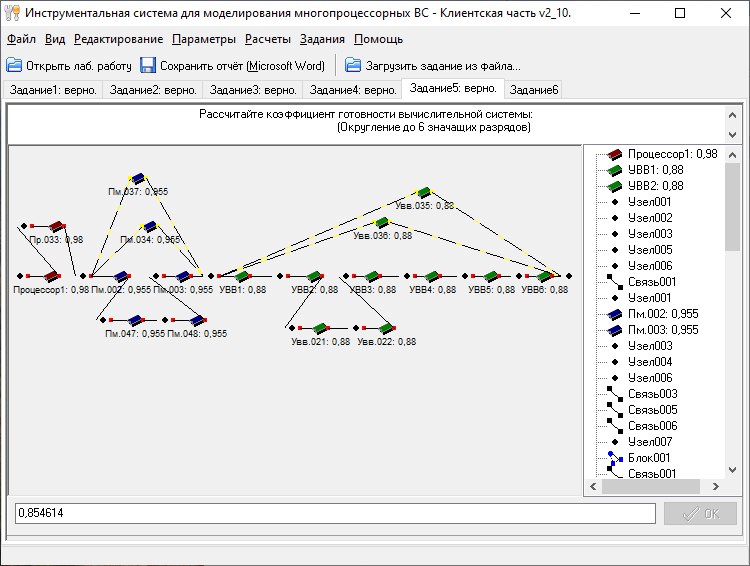 Инструментальная система для моделирования многопроцессорных ВС - Клиентская часть v2_10.
Файл Вид Редактирование Параметры Расчеты Задания Помощь
Открыть лаб. работу Сохранить отчёт (Microsoft Word) Загрузить задание из файла...
Задание1: верно. Задание2: верно. Задание3: верно. Задание4: верно. Задание5: верно. Задание6
Рассчитайте коэффициент готовности вычислительной системы:
(Округление до 6 значащих разрядов)
Пм.037: 0,955
Увв.035: 0,88
Пр.033: 0,98 Пм.034: 0,955 Увв.036: 0,88
Процессор1: 0,98 Пм.002: 0,955 Пм.003: 0,955 УВВ1: 0,88 УВВ2: 0,88 УВВ3: 0,88 УВВ4: 0,88 УВВ5: 0,88 УВВ6: 0,88
Пм.047: 0,955 Пм.048: 0,955 Увв.021: 0,88 Увв.022: 0,88
Процессор1: 0,98
УВВ1: 0,88
УВВ2: 0,88
Узел001
Узел002
Узел003
Узел005
Узел006
Связь001
Узел001
Пм.002: 0,955
Пм.003: 0,955
Узел003
Узел004
Узел006
Связь003
Связь005
Связь006
Узел007
Блок001
Связь001
0,854614
OK